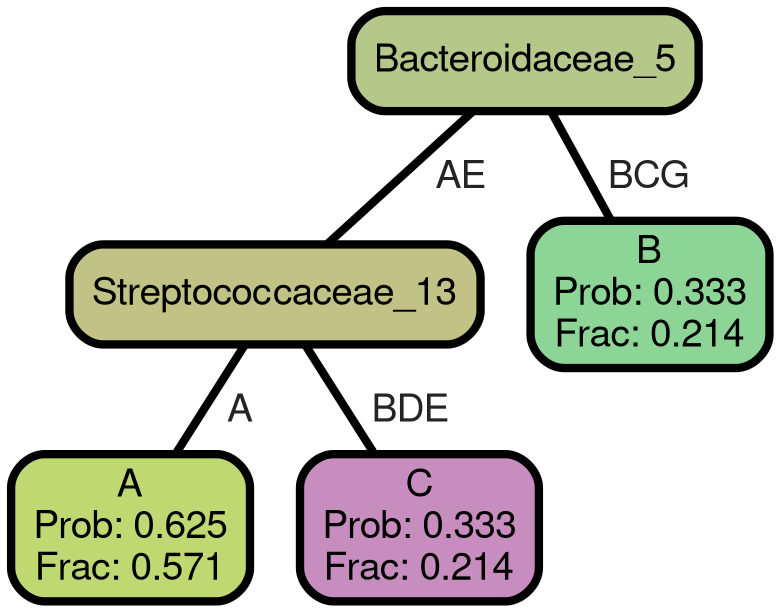 Bacteroidaceae_5
AE
BCG
Streptococcaceae_13
B
Prob: 0.333
Frac: 0.214
A
BDE
A
Prob: 0.625
Frac: 0.571
C
Prob: 0.333
Frac: 0.214